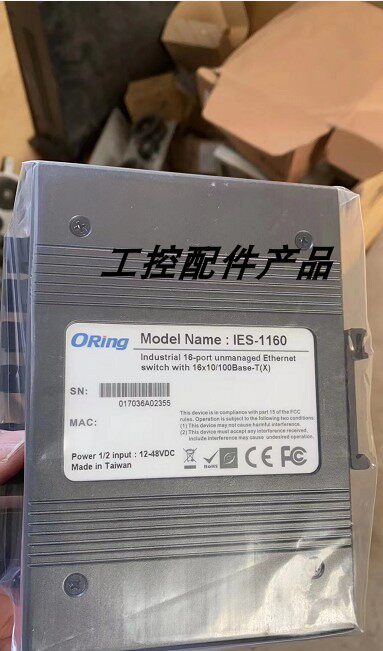 工控配件产品
ORing Model Name : IES-1160
Industrial 16-port unmanaged Ethernet
switch with 16x10/100Base-T(X)
SN:
017036A02355
MAC:
This device is in compliance with part 15 of the FCC
rules. Operation is subject to the following
(1) This device may not cause harmful interference.
(2) This device must accept any interference received,
include interference may cause undesired operation.
Power 1/2 input : 12-48VDC
Made in Taiwan
RoHS
FCC CE